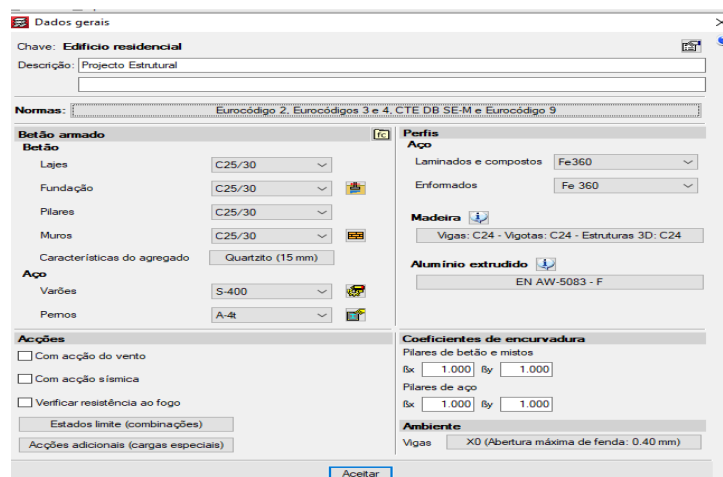 Dados gerais
Chave: Edifício residencial
Descrição: Projecto Estrutural
Normas: Eurocódigo 2, Eurocódigos 3 e 4, CTE DB SE-M e Eurocódigo 9
Betão armado
Betão
Lajes C25/30
Fundação C25/30
Pilares C25/30
Muros C25/30
Características do agregado Quartzito (15 mm)
Aço
Varões S-400
Pernos A-4t
Perfis
Aço
Laminados e compostos Fe360
Enformados Fe 360
Madeira
Vigas: C24 - Vigotas: C24 - Estruturas 3D: C24
Alumínio extrudido
EN AW-5083 - F
Acções
Com acção do vento
Com acção sísmica
Verificar resistência ao fogo
Estados limite (combinações)
Acções adicionais (cargas especiais)
Coeficientes de encurvadura
Pilares de betão e mistos
βx 1.000 βy 1.000
Pilares de aço
βx 1.000 βy 1.000
Ambiente
Vigas X0 (Abertura máxima de fenda: 0.40 mm)
Aceitar